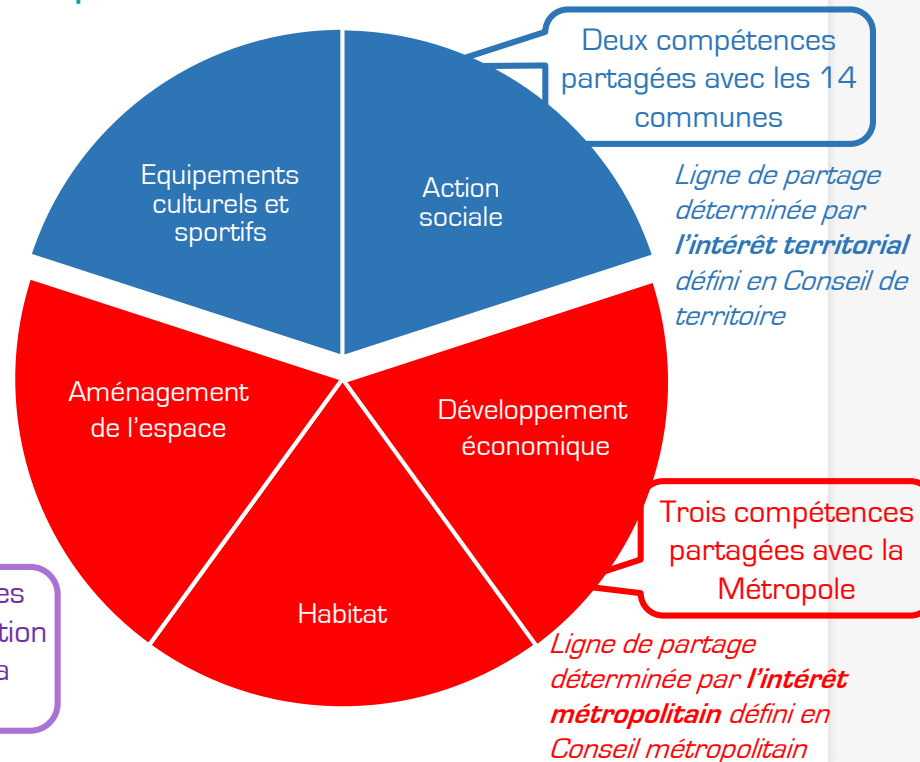 Deux compétences
partagées avec les 14
communes
Equipements
culturels et
sportifs
Action
sociale
Ligne de partage
déterminée par
l'intérêt territorial
défini en Conseil de
territoire
Aménagement
de l'espace
Développement
économique
Trois compétences
partagées avec la
Métropole
Habitat
Ligne de partage
déterminée par l'intérêt
métropolitain défini en
Conseil métropolitain